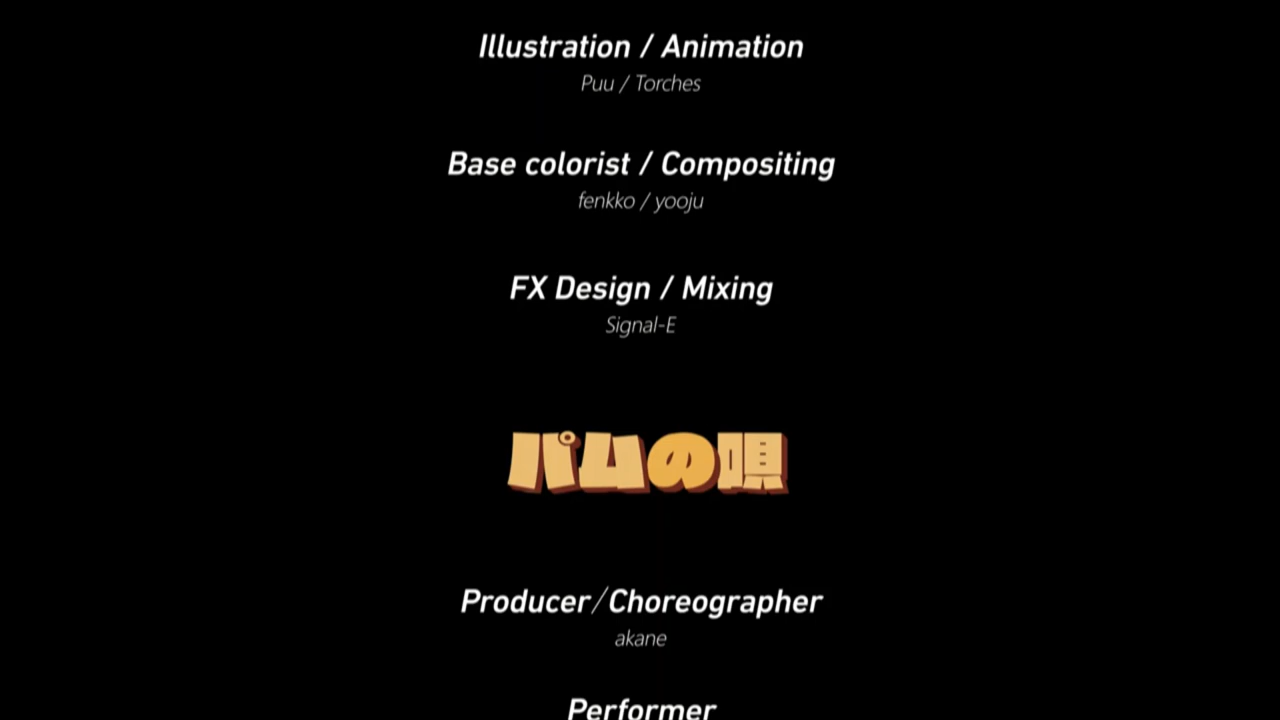 Illustration / Animation
Puu / Torches
Base colorist / Compositing
fenkko / yooju
FX Design / Mixing
Signal-E
パムの唄
Producer/Choreographer
akane
Performer